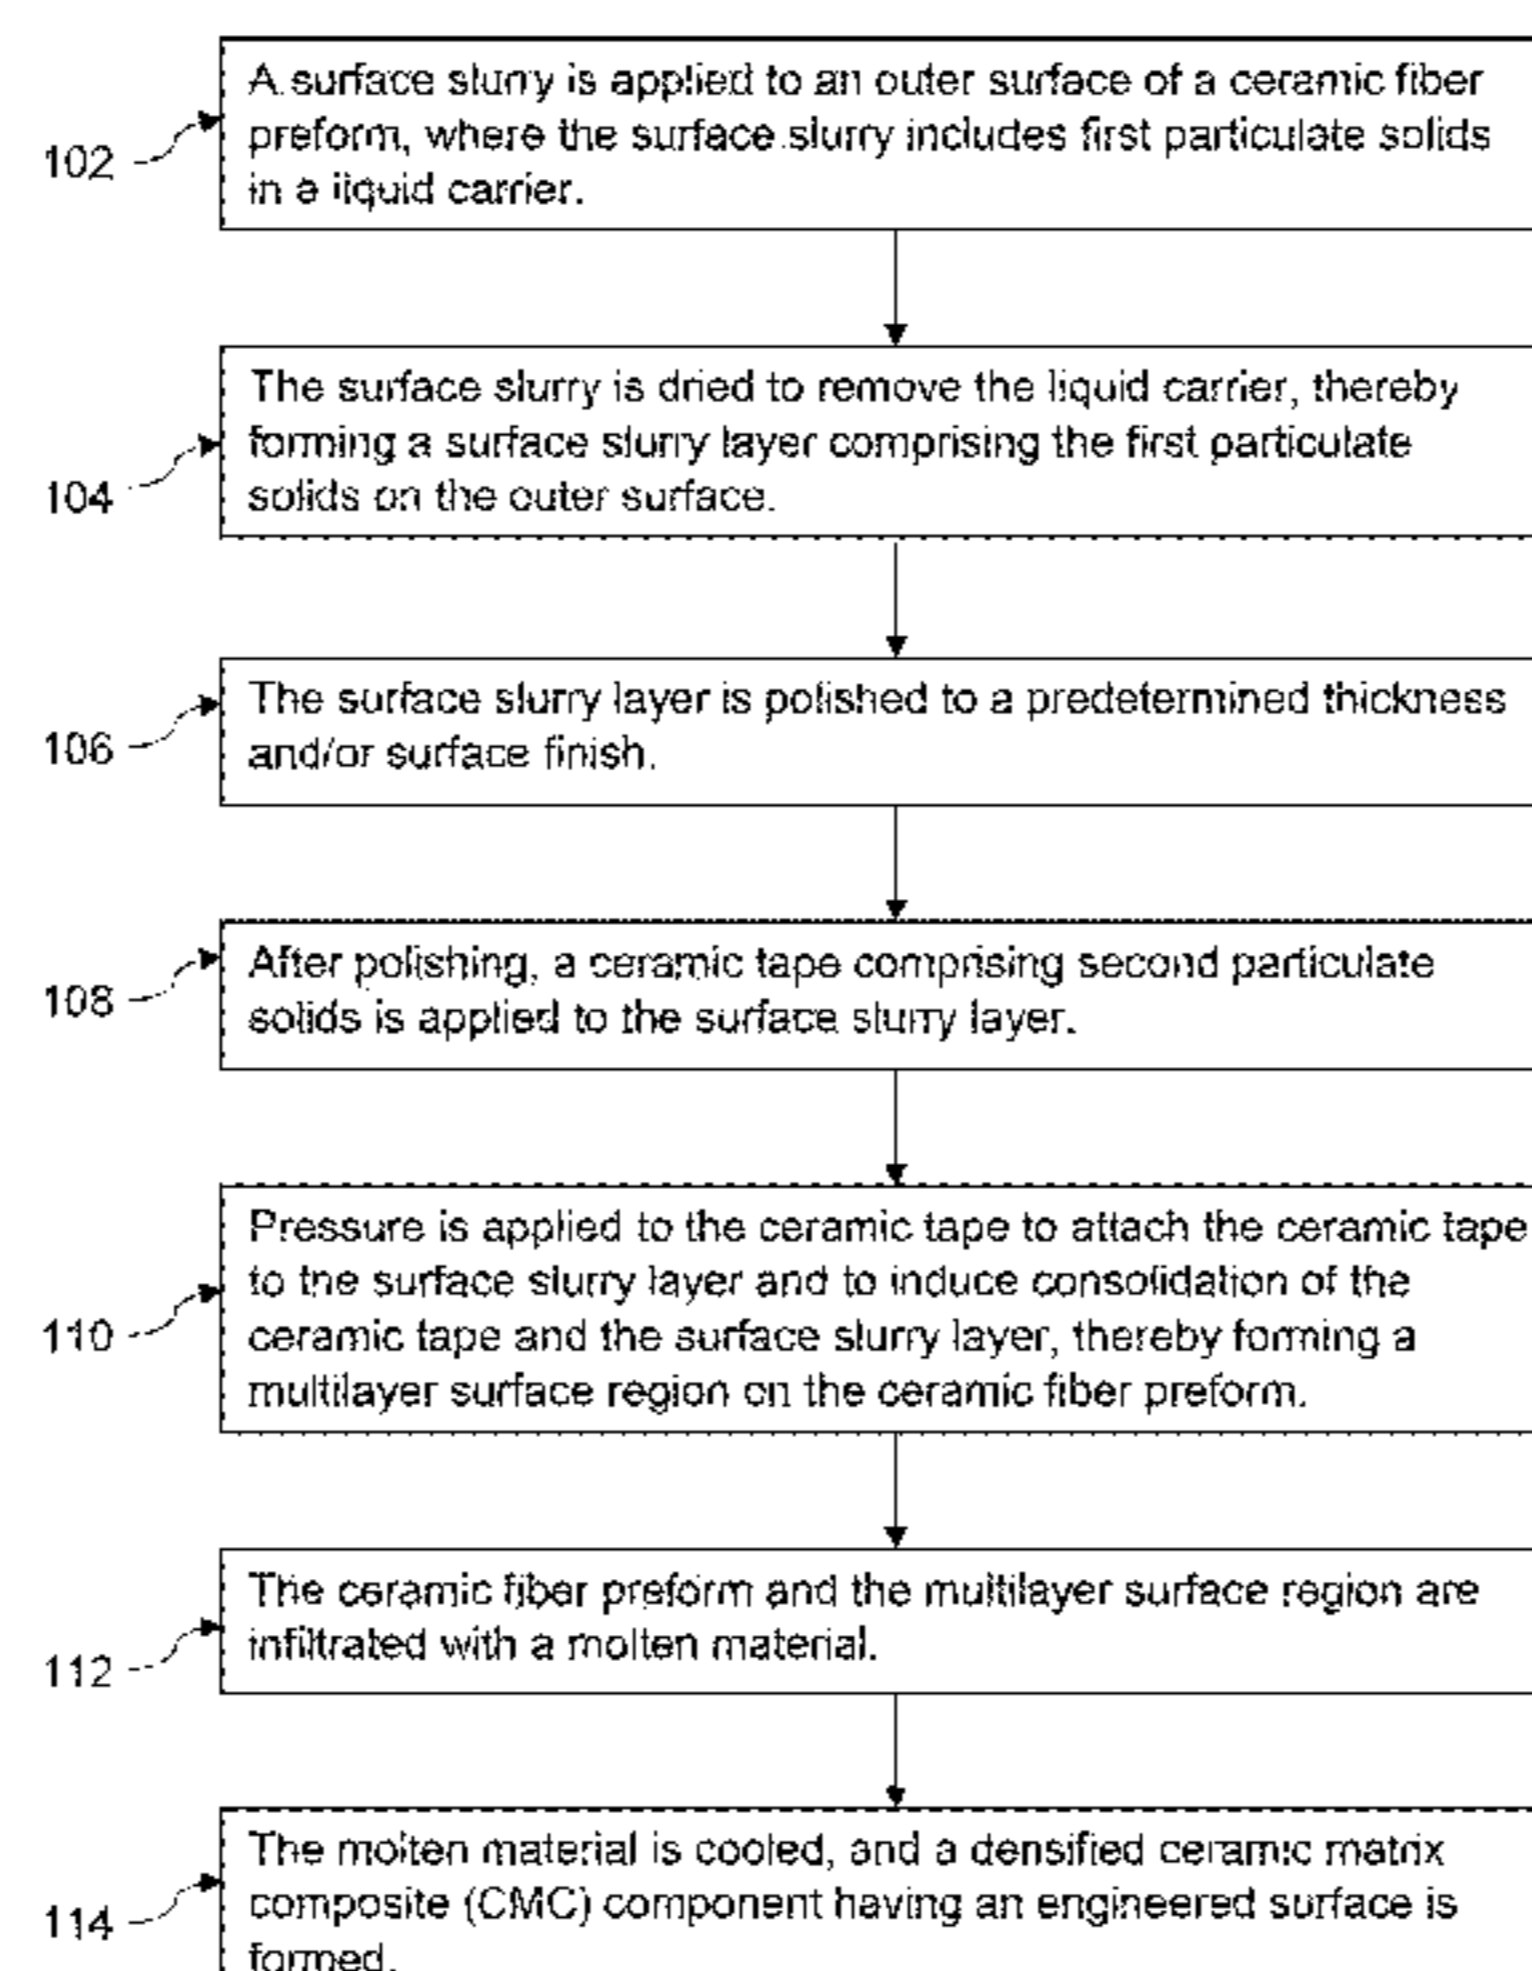 A surface slurry is applied to an outer surface of a ceramic fiber
preform, where the surface slurry includes first particulate solids
in a liquid carrier.
102
The surface slurry is dried to remove the liquid carrier, thereby
forming a surface slurry layer comprising the first particulate
solids on the outer surface.
104
The surface slurry layer is polished to a predetermined thickness
and/or surface finish.
106
After polishing, a ceramic tape comprising second particulate
solids is applied to the surface slurry layer.
108
Pressure is applied to the ceramic tape to attach the ceramic tape
to the surface slurry layer and to induce consolidation of the
ceramic tape and the surface slurry layer, thereby forming a
multilayer surface region on the ceramic fiber preform.
110
The ceramic fiber preform and the multilayer surface region are
infiltrated with a molten material.
112
The molten material is cooled, and a densified ceramic matrix
composite (CMC) component having an engineered surface is
formed.
114